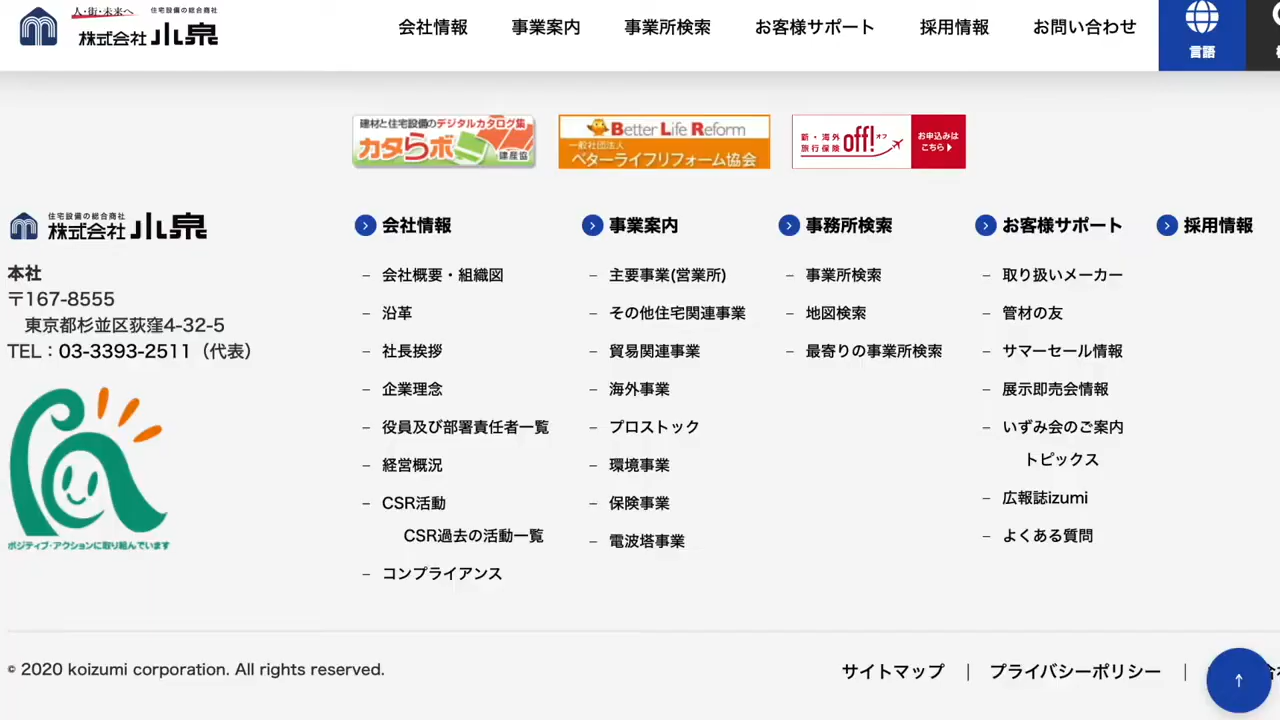 人・街・未来へ
住宅設備の総合商社
株式会社 小泉
会社情報
事業案内
事業所検索
お客様サポート
採用情報
お問い合わせ
言語
建材と住宅設備のデジタルカタログ集
カタらボ
建産協
Better Life Reform
一般社団法人
ベターライフリフォーム協会
新・海外
旅行保険
off!オフ
お申込みは
こちら
住宅設備の総合商社
株式会社 小泉
本社
〒167-8555
東京都杉並区荻窪4-32-5
TEL：03-3393-2511（代表）
ポジティブ・アクションに取り組んでいます
会社情報
– 会社概要・組織図
– 沿革
– 社長挨拶
– 企業理念
– 役員及び部署責任者一覧
– 経営概況
– CSR活動
CSR過去の活動一覧
– コンプライアンス
事業案内
– 主要事業(営業所)
– その他住宅関連事業
– 貿易関連事業
– 海外事業
– プロストック
– 環境事業
– 保険事業
– 電波塔事業
事務所検索
– 事業所検索
– 地図検索
– 最寄りの事業所検索
お客様サポート
– 取り扱いメーカー
– 管材の友
– サマーセール情報
– 展示即売会情報
– いずみ会のご案内
トピックス
– 広報誌izumi
– よくある質問
採用情報
© 2020 koizumi corporation. All rights reserved.
サイトマップ | プライバシーポリシー |
↑